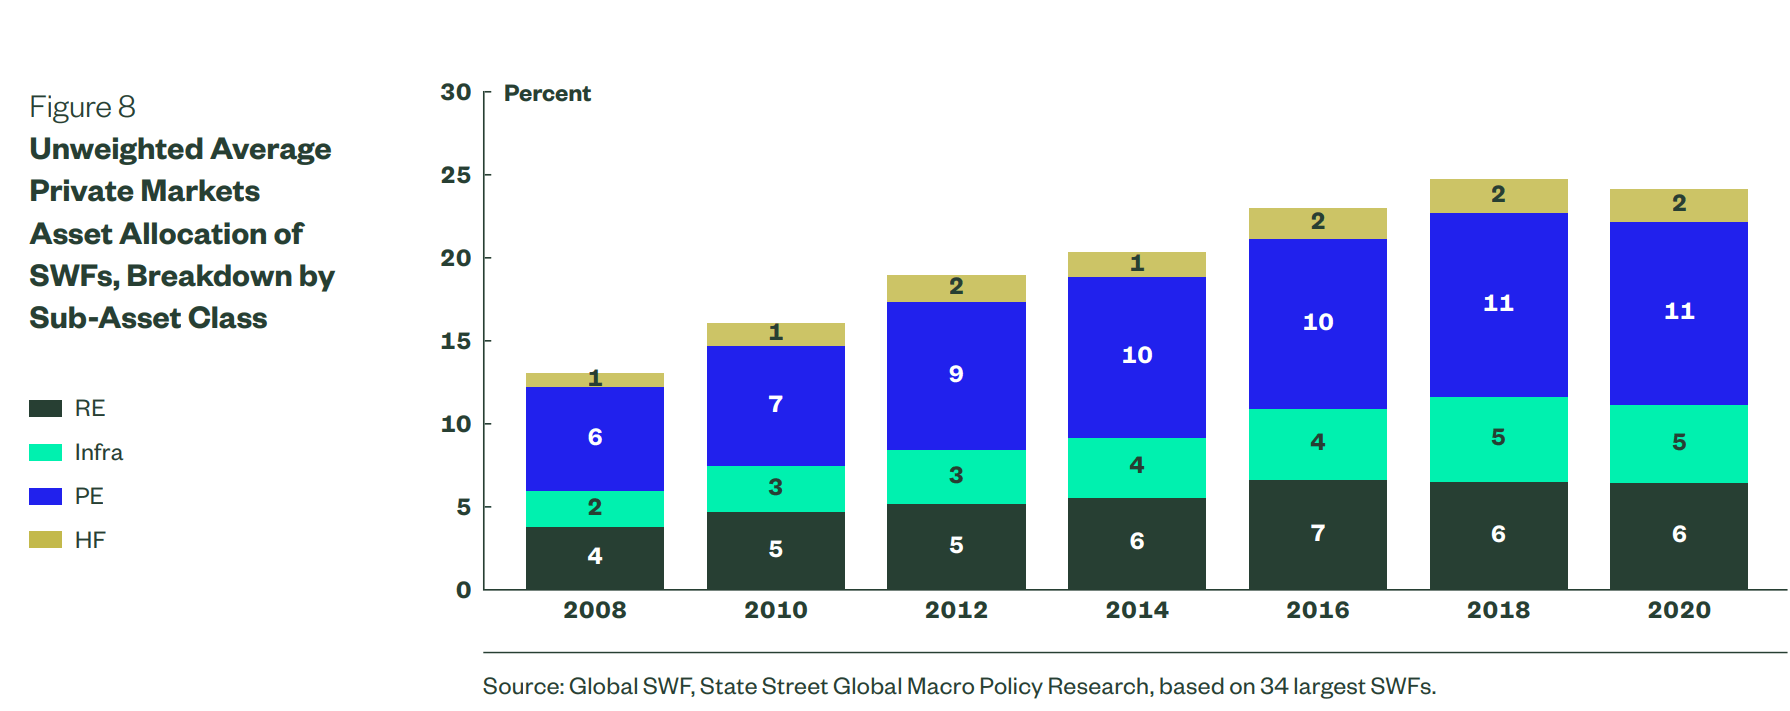 Figure 8
Unweighted Average
Private Markets
Asset Allocation of
SWFs, Breakdown by
Sub-Asset Class
RE
Infra
PE
HF
30 Percent
25
20
15
10
5
0
1
6
2
4
1
7
3
5
2
9
3
5
1
10
4
6
2
10
4
7
2
11
5
6
2
11
5
6
2008 2010 2012 2014 2016 2018 2020
Source: Global SWF, State Street Global Macro Policy Research, based on 34 largest SWFs.